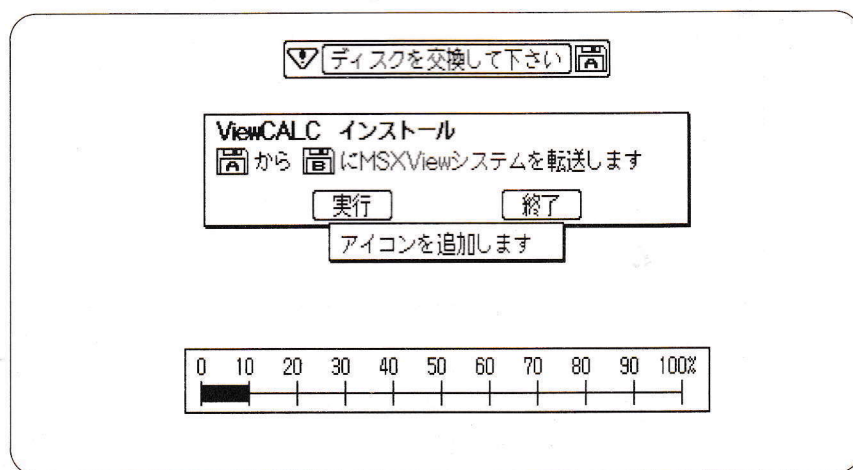 ディスクを交換して下さい A
ViewCALC インストール
A から B にMSXViewシステムを転送します
実行 終了
アイコンを追加します
0 10 20 30 40 50 60 70 80 90 100%